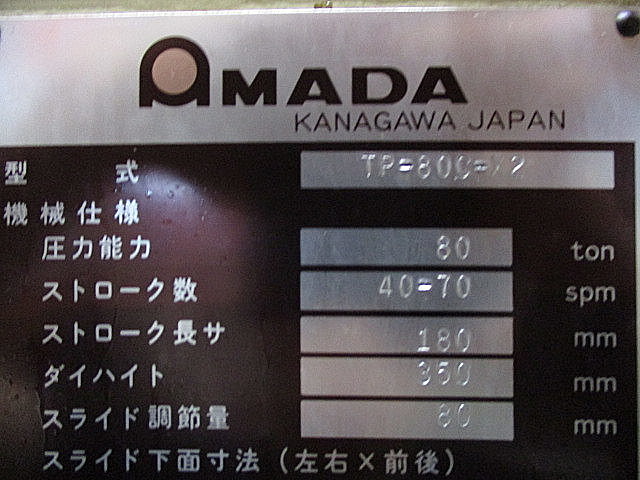 AMADA
KANAGAWA JAPAN
型 式
機械仕様
圧力能力 80 ton
ストローク数 40=70 spm
ストローク長サ 180 mm
ダイハイト 350 mm
スライド調節量 80 mm
スライド下面寸法(左右×前後)